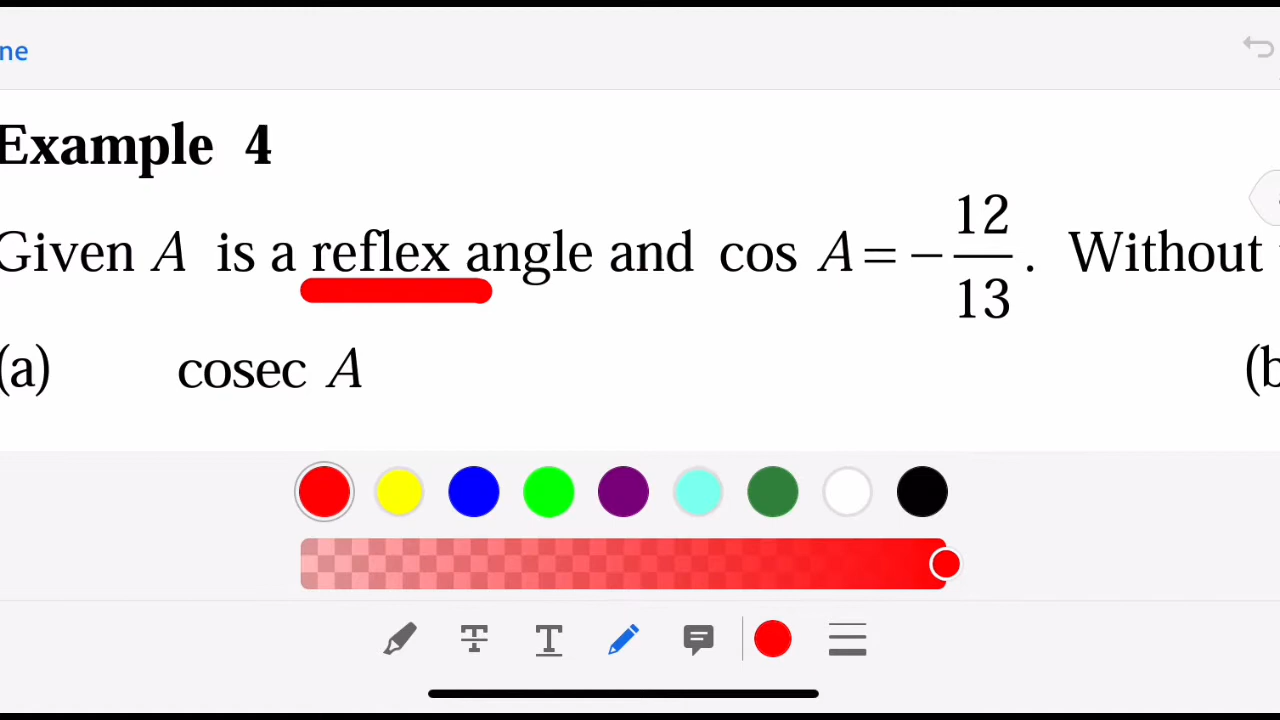 ne
Example 4
Given A is a reflex angle and cos A = − 12/13 . Without
(a) cosec A (b